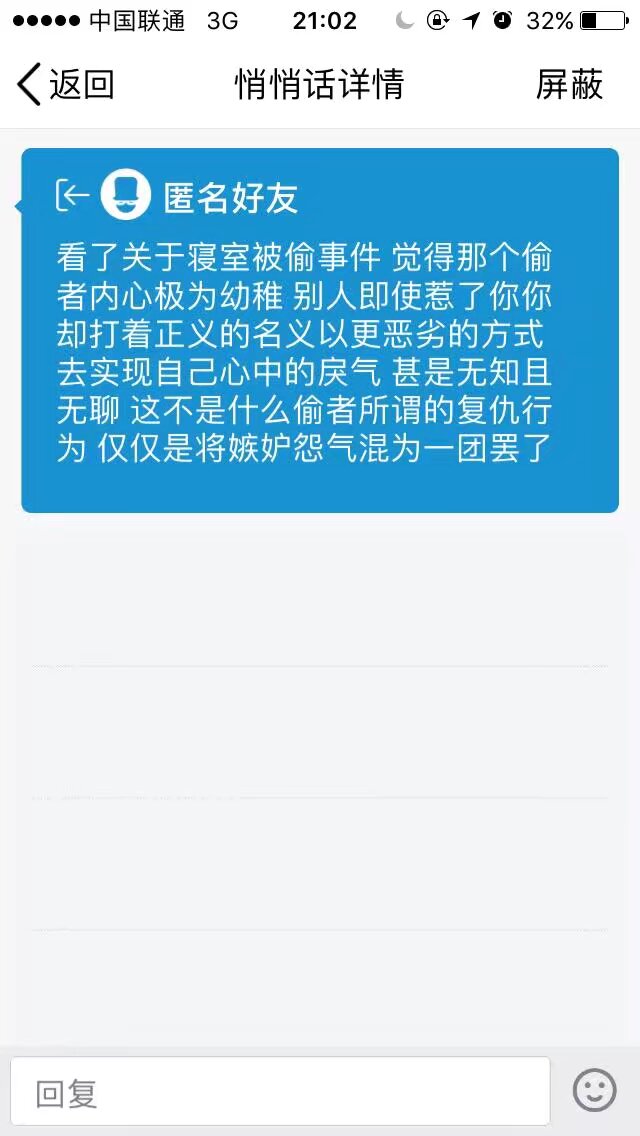 中国联通 3G 21:02 32%
返回 悄悄话详情 屏蔽
匿名好友
看了关于寝室被偷事件 觉得那个偷
者内心极为幼稚 别人即使惹了你你
却打着正义的名义以更恶劣的方式
去实现自己心中的戾气 甚是无知且
无聊 这不是什么偷者所谓的复仇行
为 仅仅是将嫉妒怨气混为一团罢了
回复